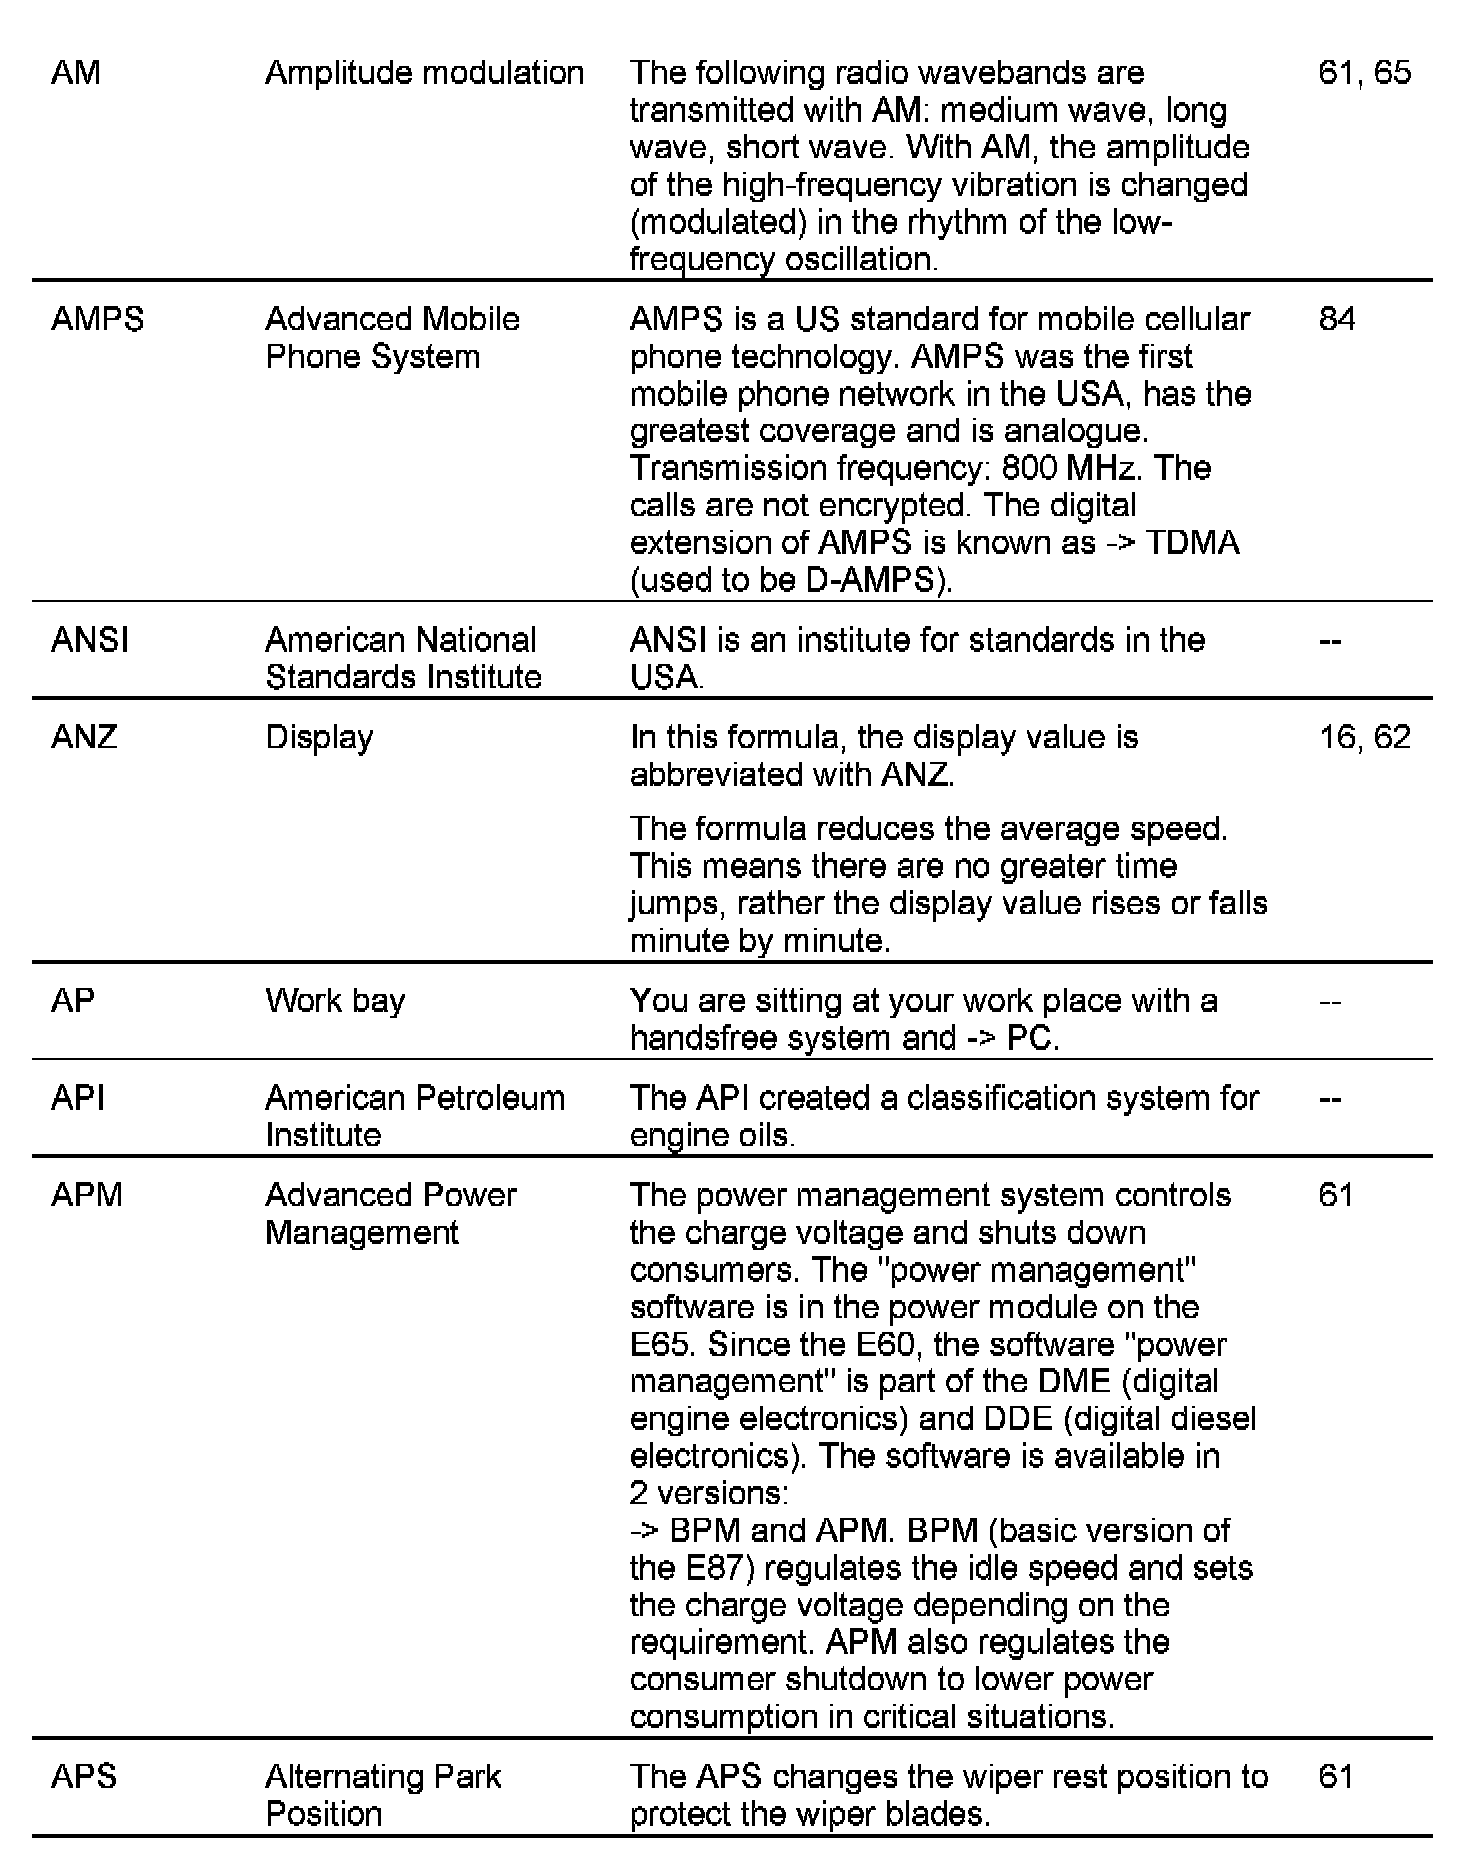 AM Amplitude modulation The following radio wavebands are 61, 65
transmitted with AM: medium wave, long
wave, short wave. With AM, the amplitude
of the high-frequency vibration is changed
(modulated) in the rhythm of the low-
frequency oscillation.
AMPS Advanced Mobile AMPS is a US standard for mobile cellular 84
Phone System phone technology. AMPS was the first
mobile phone network in the USA, has the
greatest coverage and is analogue.
Transmission frequency: 800 MHz. The
calls are not encrypted. The digital
extension of AMPS is known as -> TDMA
(used to be D-AMPS).
ANSI American National ANSI is an institute for standards in the --
Standards Institute USA.
ANZ Display In this formula, the display value is 16, 62
abbreviated with ANZ.
The formula reduces the average speed.
This means there are no greater time
jumps, rather the display value rises or falls
minute by minute.
AP Work bay You are sitting at your work place with a --
handsfree system and -> PC.
API American Petroleum The API created a classification system for --
Institute engine oils.
APM Advanced Power The power management system controls 61
Management the charge voltage and shuts down
consumers. The "power management"
software is in the power module on the
E65. Since the E60, the software "power
management" is part of the DME (digital
engine electronics) and DDE (digital diesel
electronics). The software is available in
2 versions:
-> BPM and APM. BPM (basic version of
the E87) regulates the idle speed and sets
the charge voltage depending on the
requirement. APM also regulates the
consumer shutdown to lower power
consumption in critical situations.
APS Alternating Park The APS changes the wiper rest position to 61
Position protect the wiper blades.